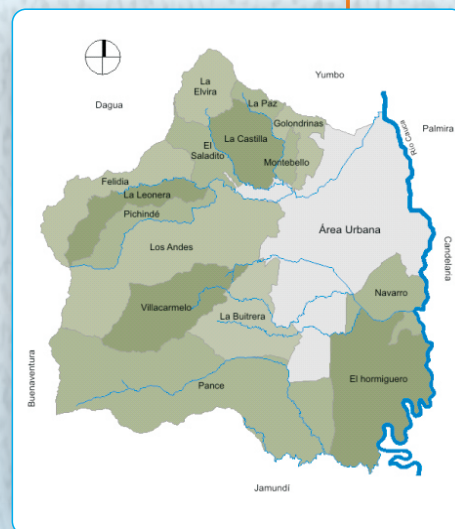 Yumbo
La
Elvira
La Paz
Dagua
Golondrinas
Río Cauca
Palmira
La Castilla
El
Saladito
Montebello
Felidia
La Leonera
Pichindé
Área Urbana
Los Andes
Candelaria
Navarro
Villacarmelo
La Buitrera
Buenaventura
Pance
El hormiguero
Jamundí